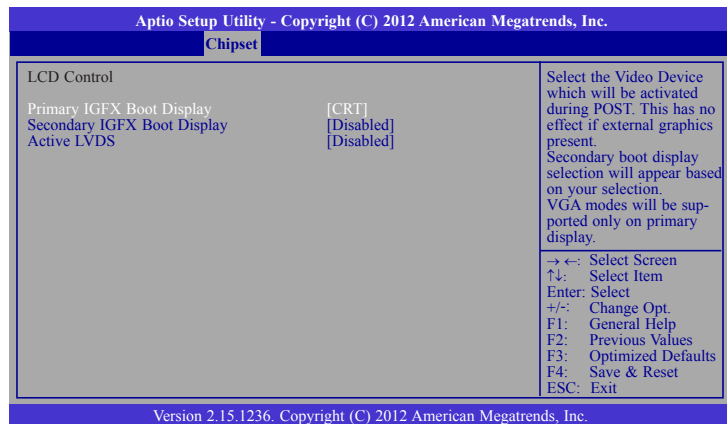 Aptio Setup Utility - Copyright (C) 2012 American Megatrends, Inc.
Chipset
LCD Control
Primary IGFX Boot Display [CRT]
Secondary IGFX Boot Display [Disabled]
Active LVDS [Disabled]
Select the Video Device
which will be activated
during POST. This has no
effect if external graphics
present.
Secondary boot display
selection will appear based
on your selection.
VGA modes will be sup-
ported only on primary
display.
→ ←: Select Screen
↑↓: Select Item
Enter: Select
+/-: Change Opt.
F1: General Help
F2: Previous Values
F3: Optimized Defaults
F4: Save & Reset
ESC: Exit
Version 2.15.1236. Copyright (C) 2012 American Megatrends, Inc.